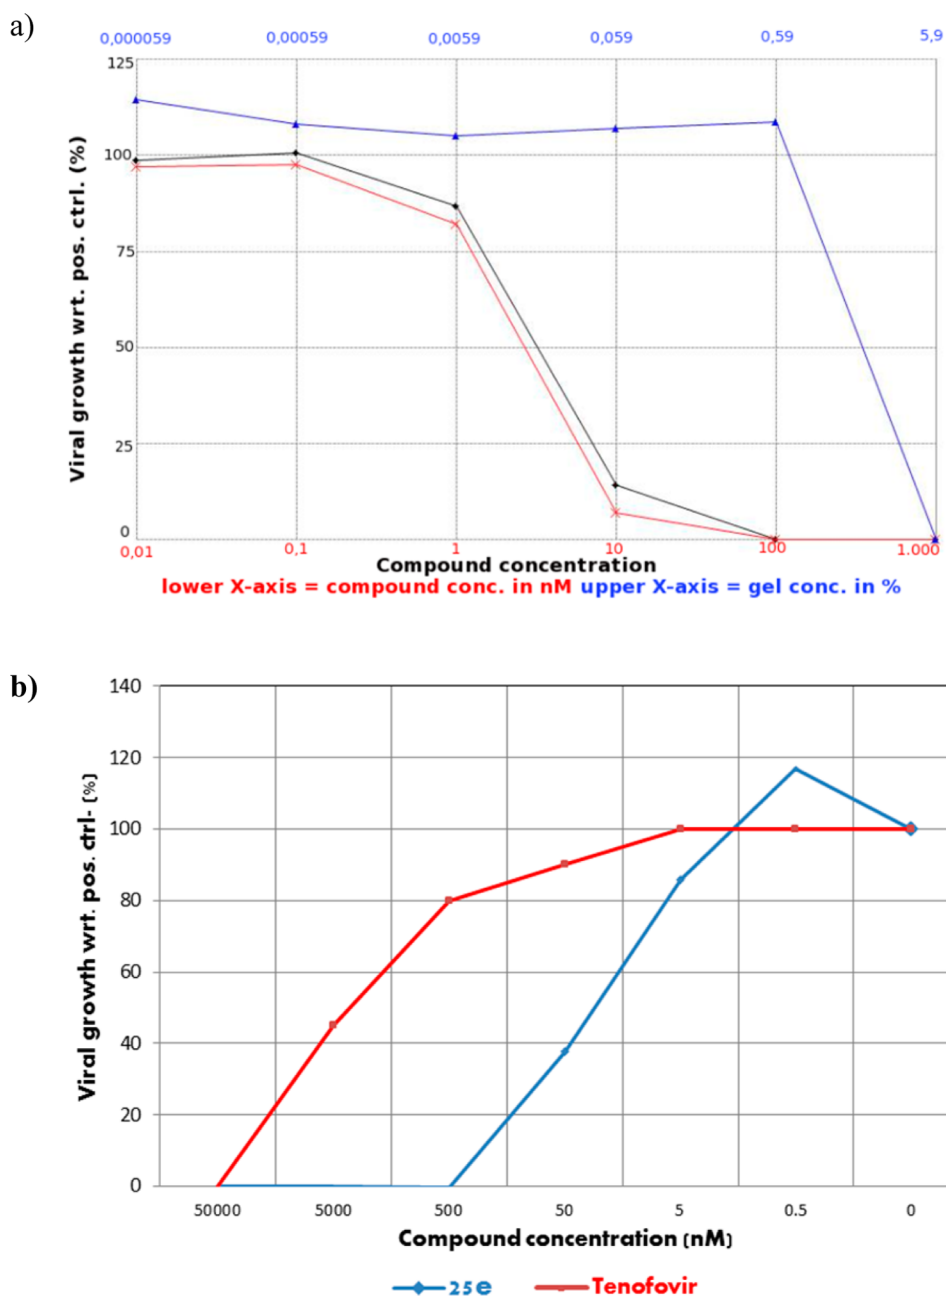 a)
0,000059 0,00059 0,0059 0,059 0,59 5,9
125
100
75
50
25
0
Viral growth wrt. pos. ctrl. (%)
0,01 0,1 1 10 100 1.000
Compound concentration
lower X-axis = compound conc. in nM upper X-axis = gel conc. in %
b)
140
120
100
80
60
40
20
0
Viral growth wrt. pos. ctrl- (%)
50000 5000 500 50 5 0.5 0
Compound concentration (nM)
25e Tenofovir